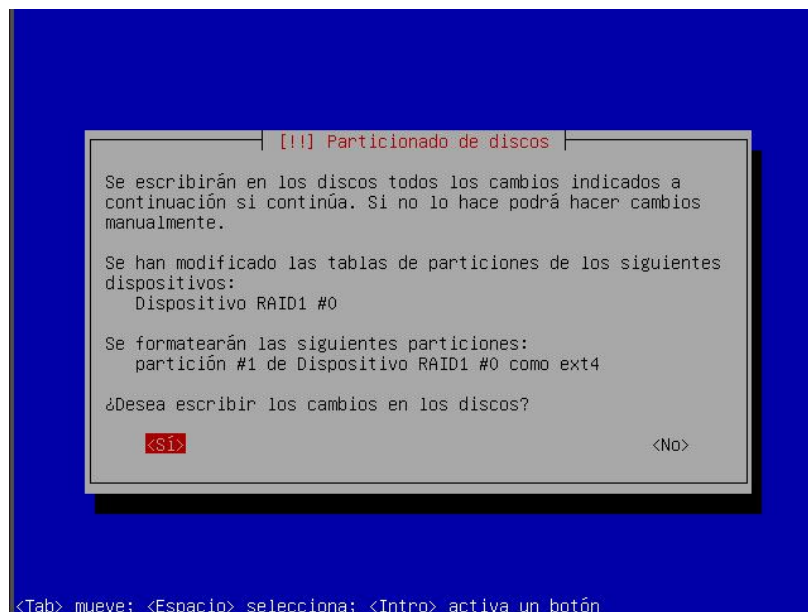 [!!] Particionado de discos
Se escribirán en los discos todos los cambios indicados a
continuación si continúa. Si no lo hace podrá hacer cambios
manualmente.
Se han modificado las tablas de particiones de los siguientes
dispositivos:
Dispositivo RAID1 #0
Se formatearán las siguientes particiones:
partición #1 de Dispositivo RAID1 #0 como ext4
¿Desea escribir los cambios en los discos?
<Sí> <No>
<Tab> mueve; <Espacio> selecciona; <Intro> activa un botón